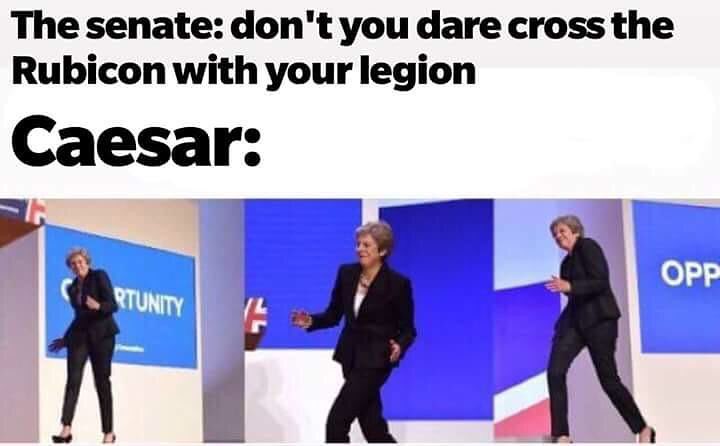 The senate: don't you dare cross the
Rubicon with your legion
Caesar:
RTUNITY
OPP